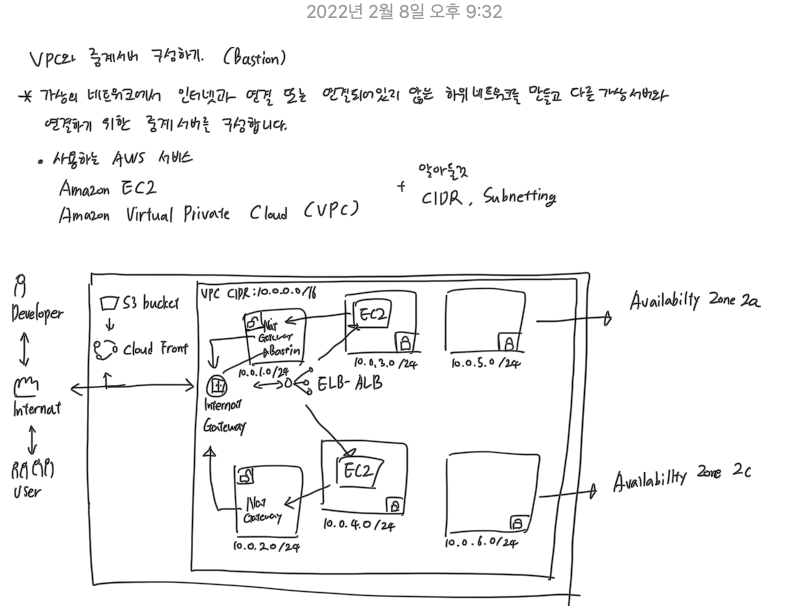 2022년 2월 8일 오후 9:32
VPC와 중계서버 구성하기. (Bastion)
* 가상의 네트워크에서 인터넷과 연결 또는 연결되어있지 않은 하위 네트워크를 만들고 다른 가상서버와
연결하기 위한 중계서버를 구성합니다.
• 사용하는 AWS 서비스
Amazon EC2
Amazon Virtual Private Cloud (VPC)
+ 알아둘것
CIDR, Subnetting
Developer
Internat
User
S3 bucket
Cloud Front
VPC CIDR:10.0.0.0/16
Nat
Gateway
Bastin
10.0.1.0/24
EC2
10.0.3.0/24
10.0.5.0/24
Availabilty Zone 2a
Internat
Gateway
ELB-ALB
Nat
Gateway
10.0.2.0/24
EC2
10.0.4.0/24
10.0.6.0/24
Availabillty Zone 2c